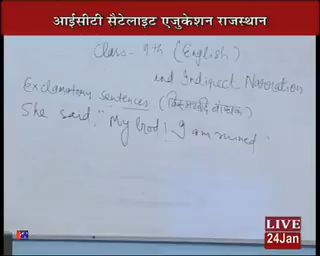 आईसीटी सैटेलाइट एजुकेशन राजस्थान
Class - 9th (English)
and Indirect Narration
Exclamatory Sentences (विस्मयादि बोधक)
She said, "My God! I am ruined"
LIVE
24Jan